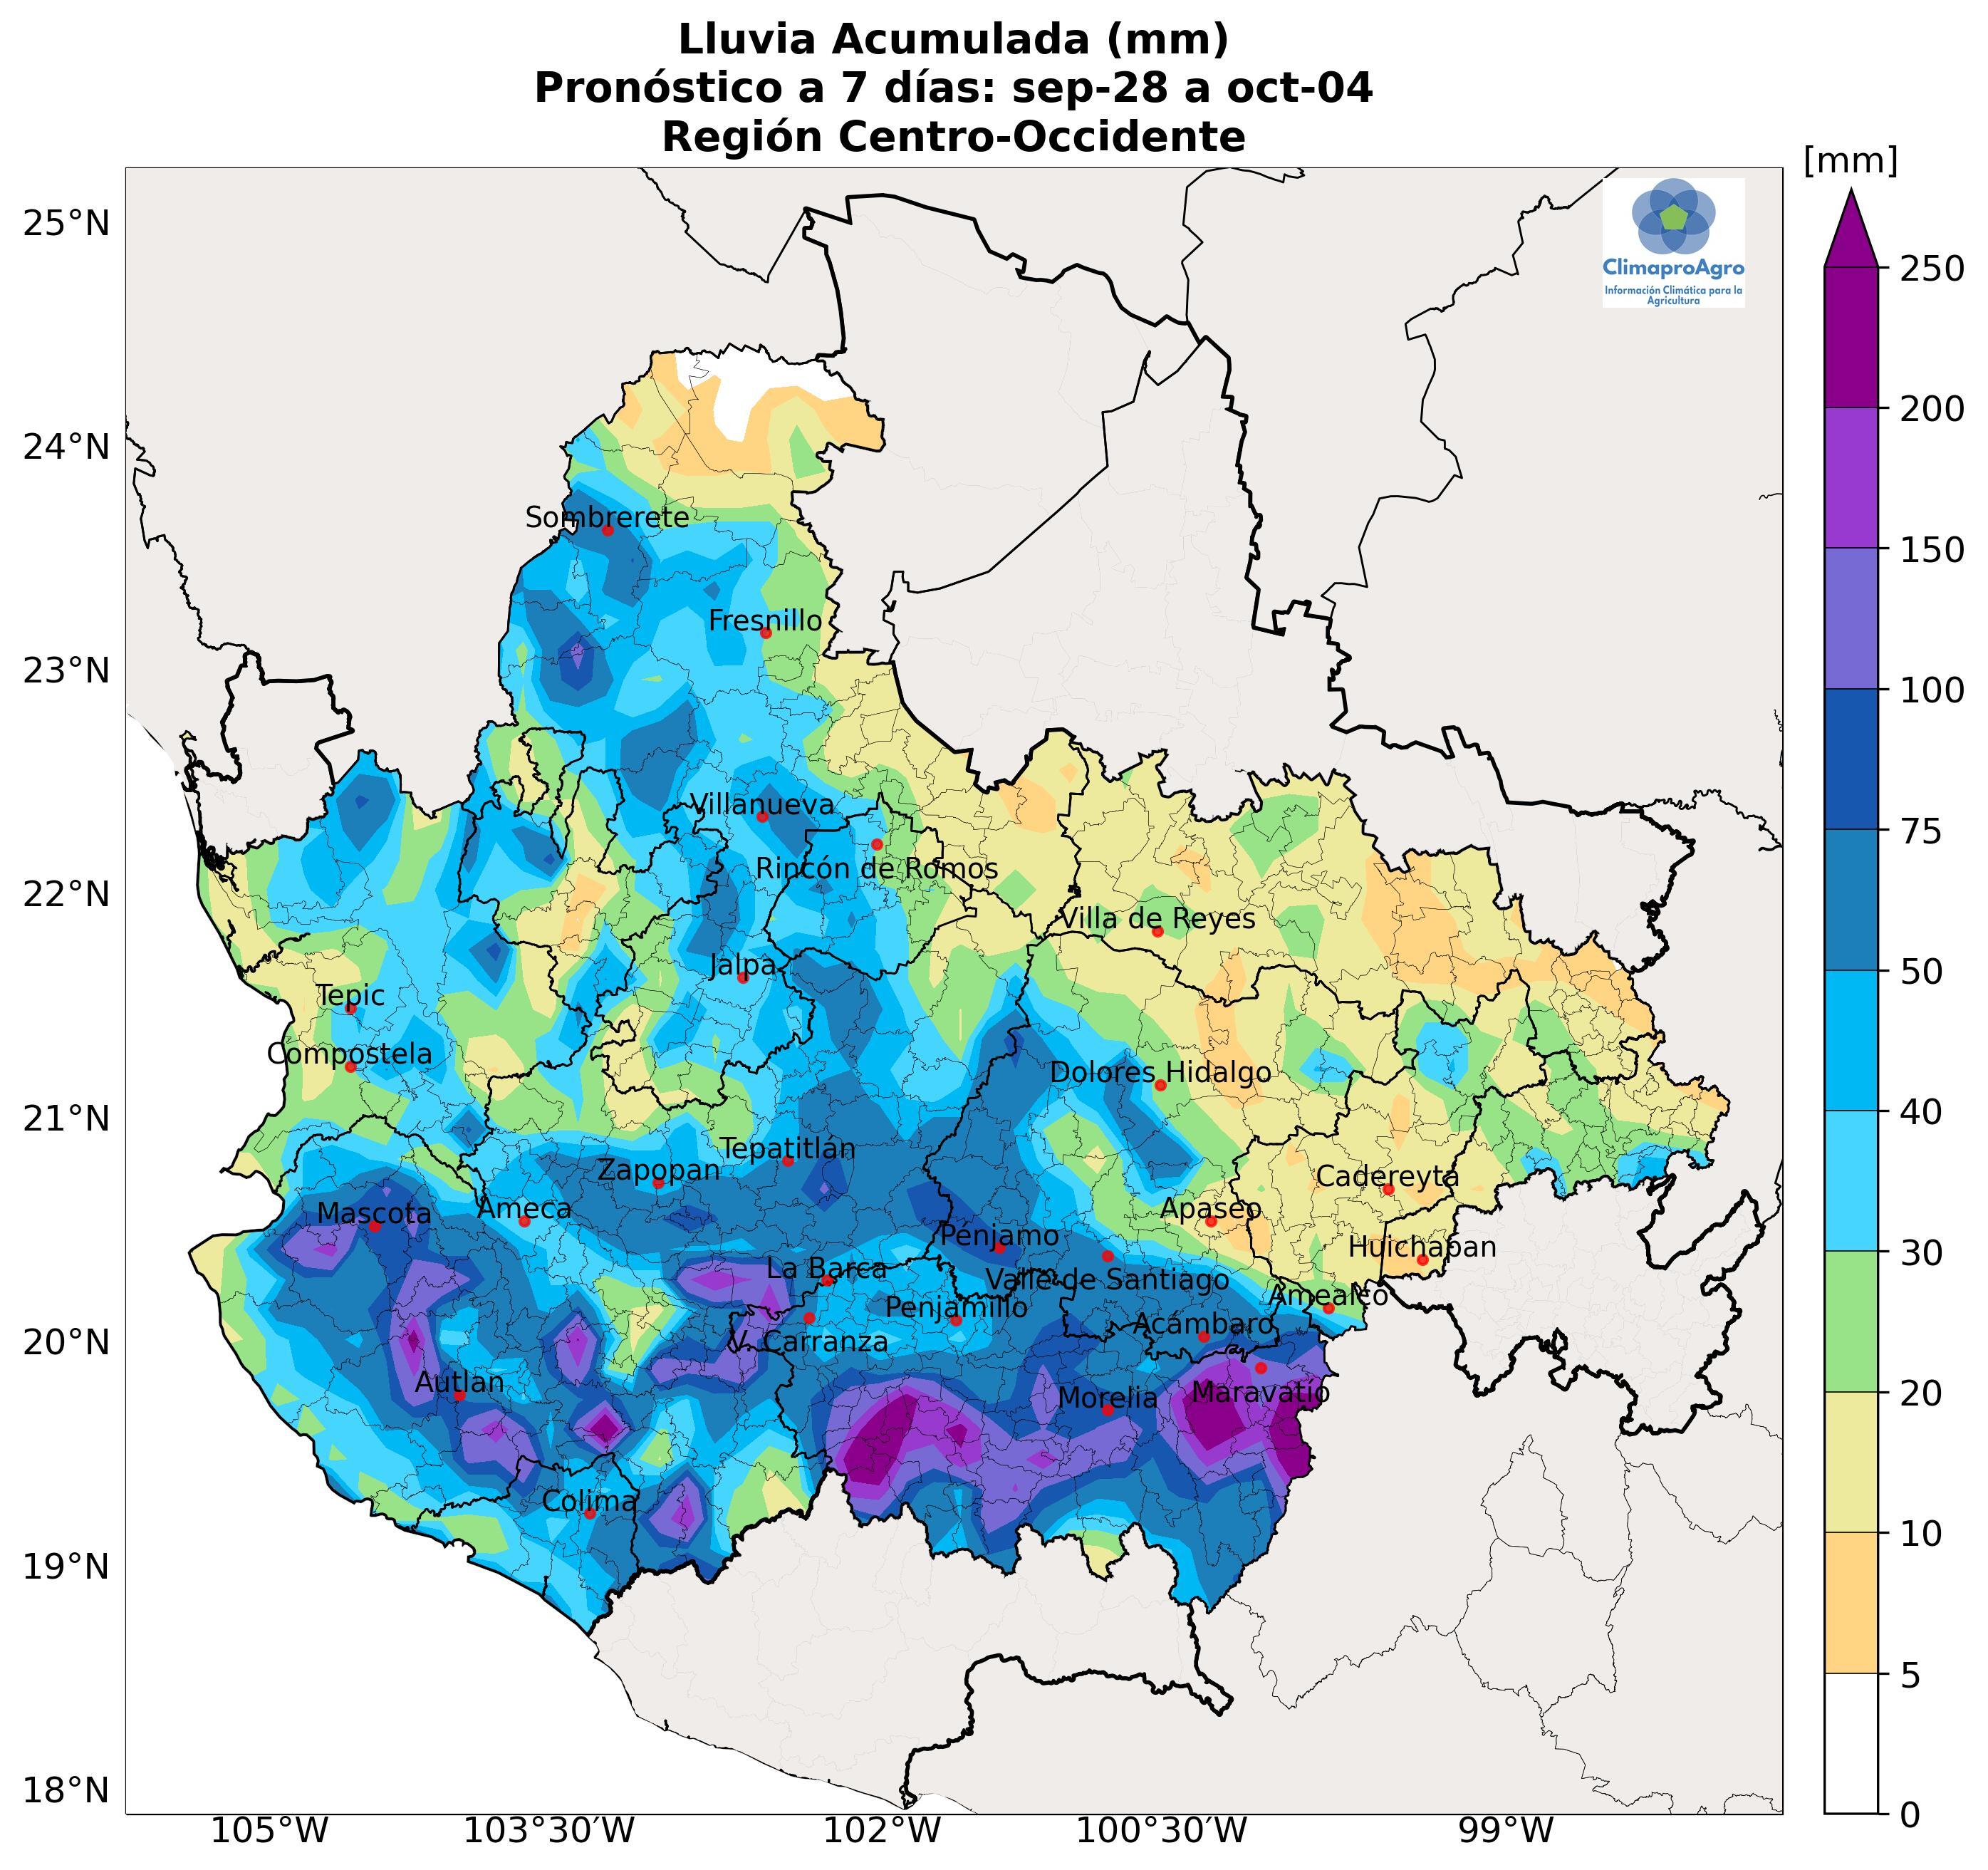 Lluvia Acumulada (mm)
Pronóstico a 7 días: sep-28 a oct-04
Región Centro-Occidente
[mm]
25°N
24°N
23°N
22°N
21°N
20°N
19°N
18°N
ClimaproAgro
Información Climática para la
Agricultura
Sombrerete
Fresnillo
Villanueva
Rincón de Romos
Villa de Reyes
Jalpa
Tepic
Compostela
Dolores Hidalgo
Tepatitlán
Zapopan
Cadereyta
Mascota
Ameca
Apaseo
Penjamo
Huichapan
La Barca
Valle de Santiago
Amealco
Penjamillo
Acámbaro
V. Carranza
Autlan
Morelia
Maravatío
Colima
105°W
103°30'W
102°W
100°30'W
99°W
250
200
150
100
75
50
40
30
20
10
5
0